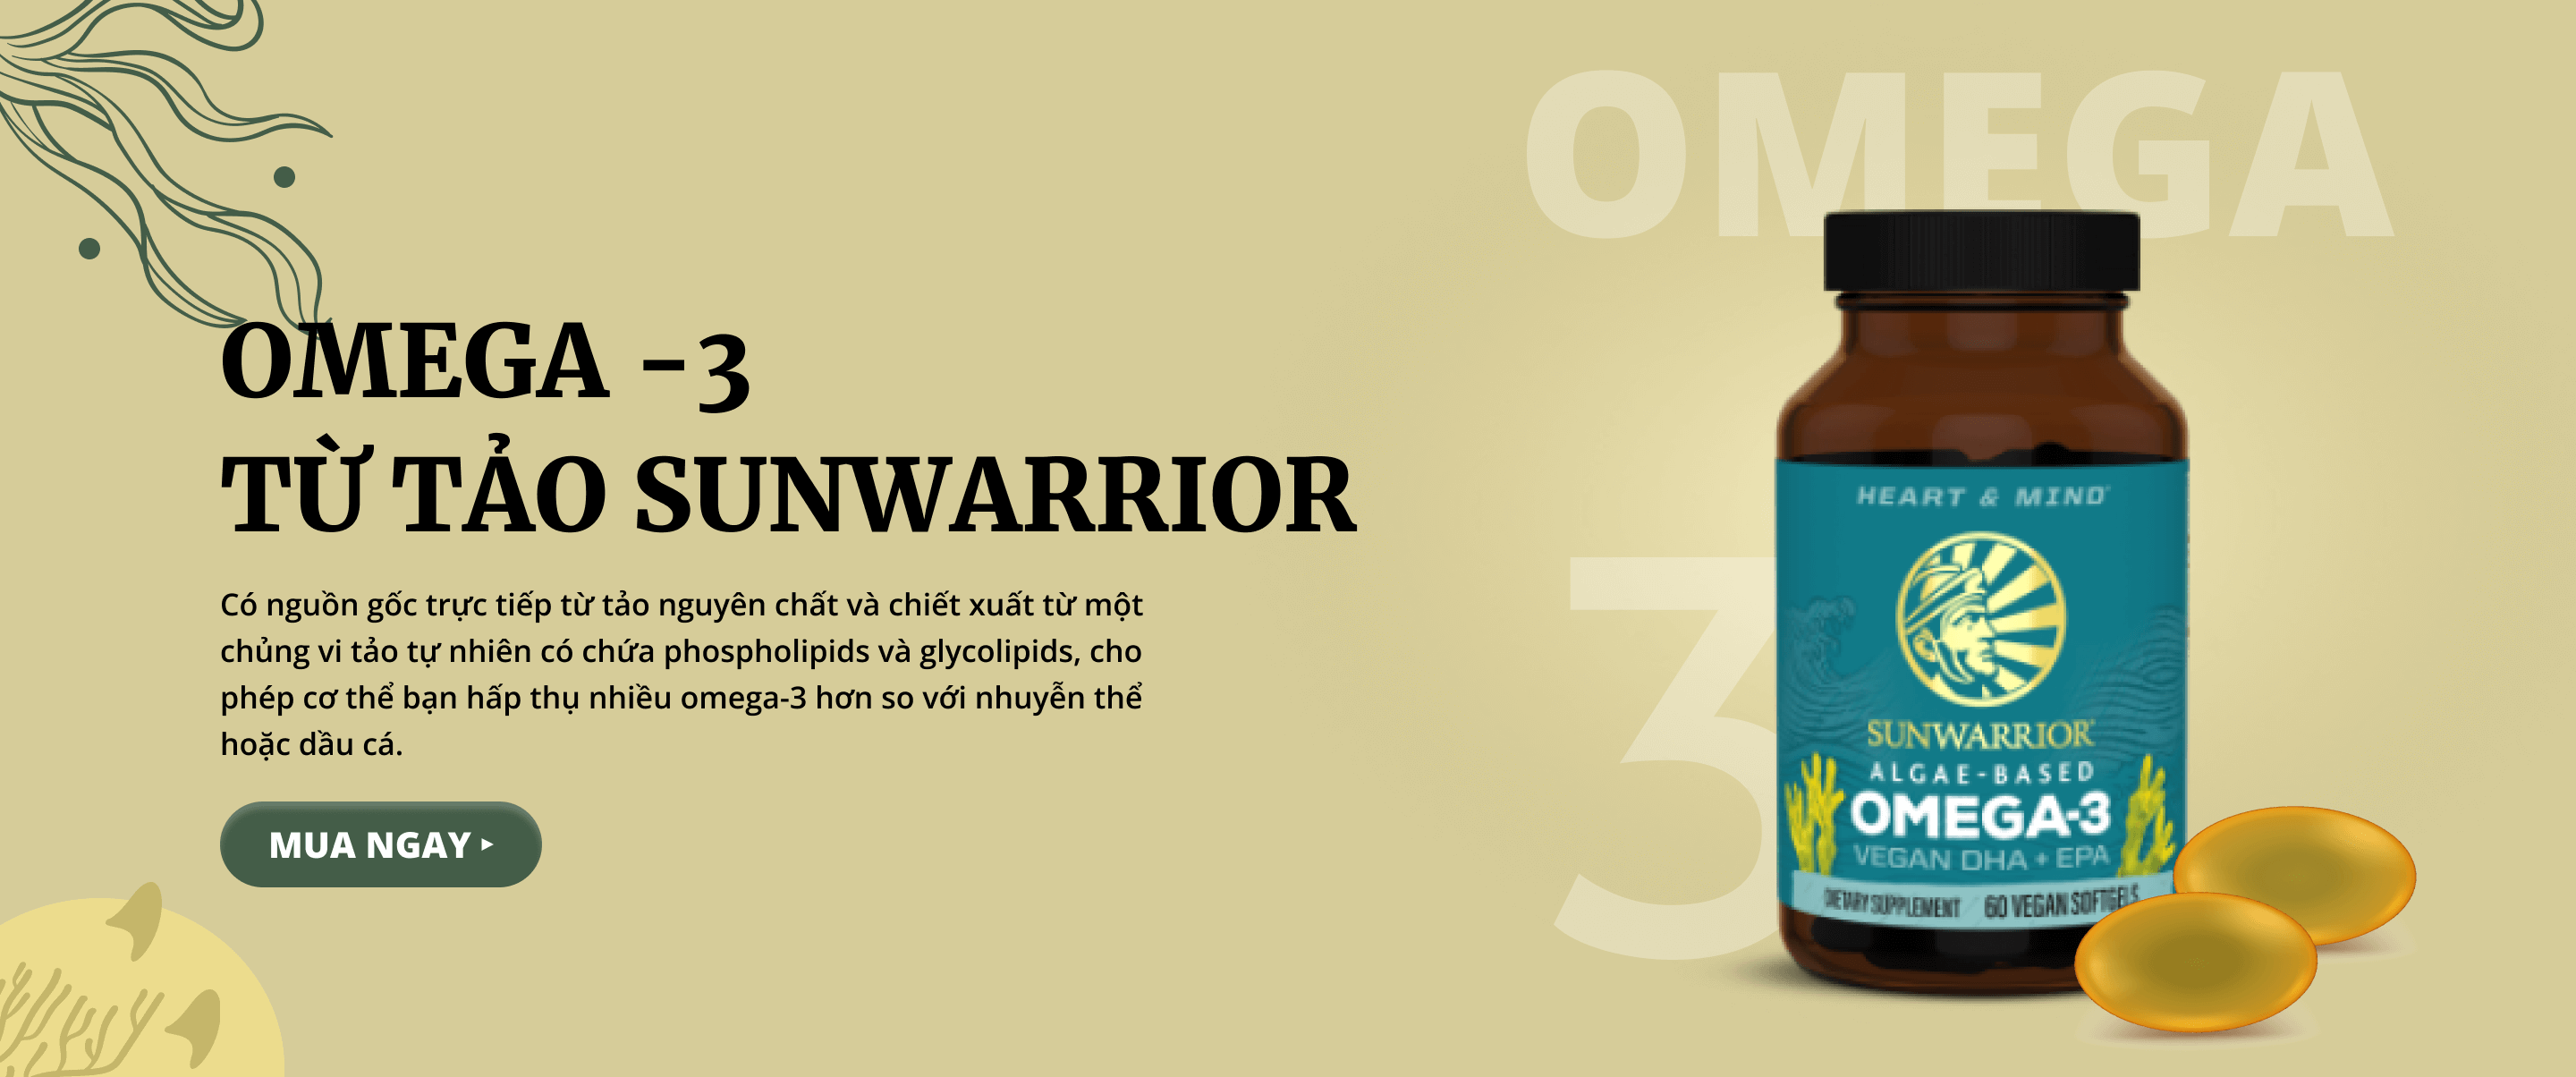 OMEGA
3
OMEGA -3
TỪ TẢO SUNWARRIOR
Có nguồn gốc trực tiếp từ tảo nguyên chất và chiết xuất từ một
chủng vi tảo tự nhiên có chứa phospholipids và glycolipids, cho
phép cơ thể bạn hấp thụ nhiều omega-3 hơn so với nhuyễn thể
hoặc dầu cá.
MUA NGAY ▸
HEART & MIND
SUNWARRIOR
ALGAE-BASED
OMEGA-3
VEGAN DHA + EPA
DIETARY SUPPLEMENT 60 VEGAN SOFTGELS